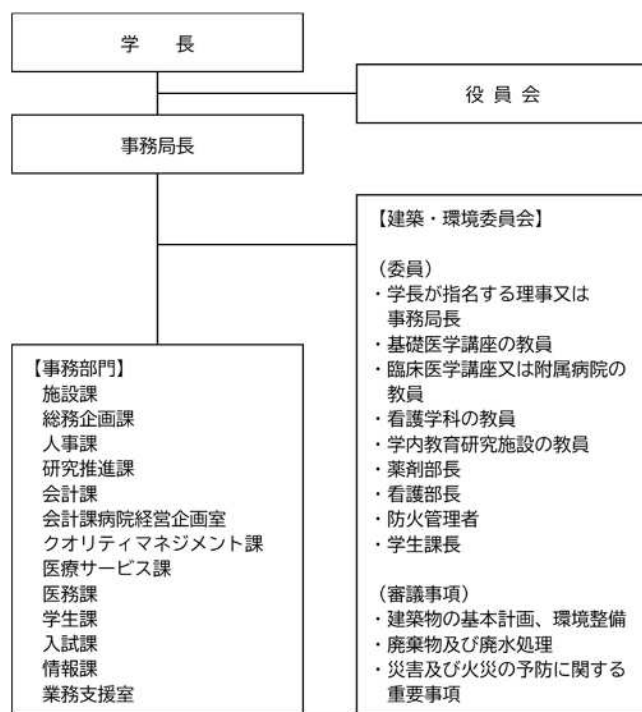 学　　長
役 員 会
事務局長
【建築・環境委員会】
（委員）
・学長が指名する理事又は
事務局長
・基礎医学講座の教員
・臨床医学講座又は附属病院の
教員
・看護学科の教員
・学内教育研究施設の教員
・薬剤部長
・看護部長
・防火管理者
・学生課長
（審議事項）
・建築物の基本計画、環境整備
・廃棄物及び廃水処理
・災害及び火災の予防に関する
重要事項
【事務部門】
施設課
総務企画課
人事課
研究推進課
会計課
会計課病院経営企画室
クオリティマネジメント課
医療サービス課
医務課
学生課
入試課
情報課
業務支援室